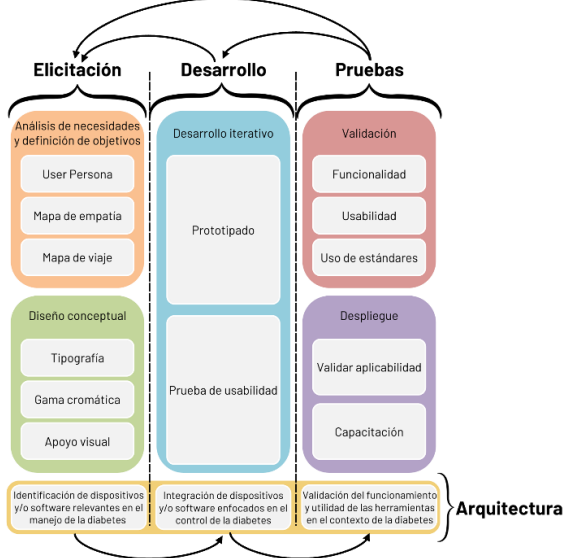 Elicitación
Desarrollo
Pruebas
Análisis de necesidades
y definición de objetivos
User Persona
Mapa de empatía
Mapa de viaje
Diseño conceptual
Tipografía
Gama cromática
Apoyo visual
Desarrollo iterativo
Prototipado
Prueba de usabilidad
Validación
Funcionalidad
Usabilidad
Uso de estándares
Despliegue
Validar aplicabilidad
Capacitación
Identificación de dispositivos
y/o software relevantes en el
manejo de la diabetes
Integración de dispositivos
y/o software enfocados en el
control de la diabetes
Validación del funcionamiento
y utilidad de las herramientas
en el contexto de la diabetes
Arquitectura